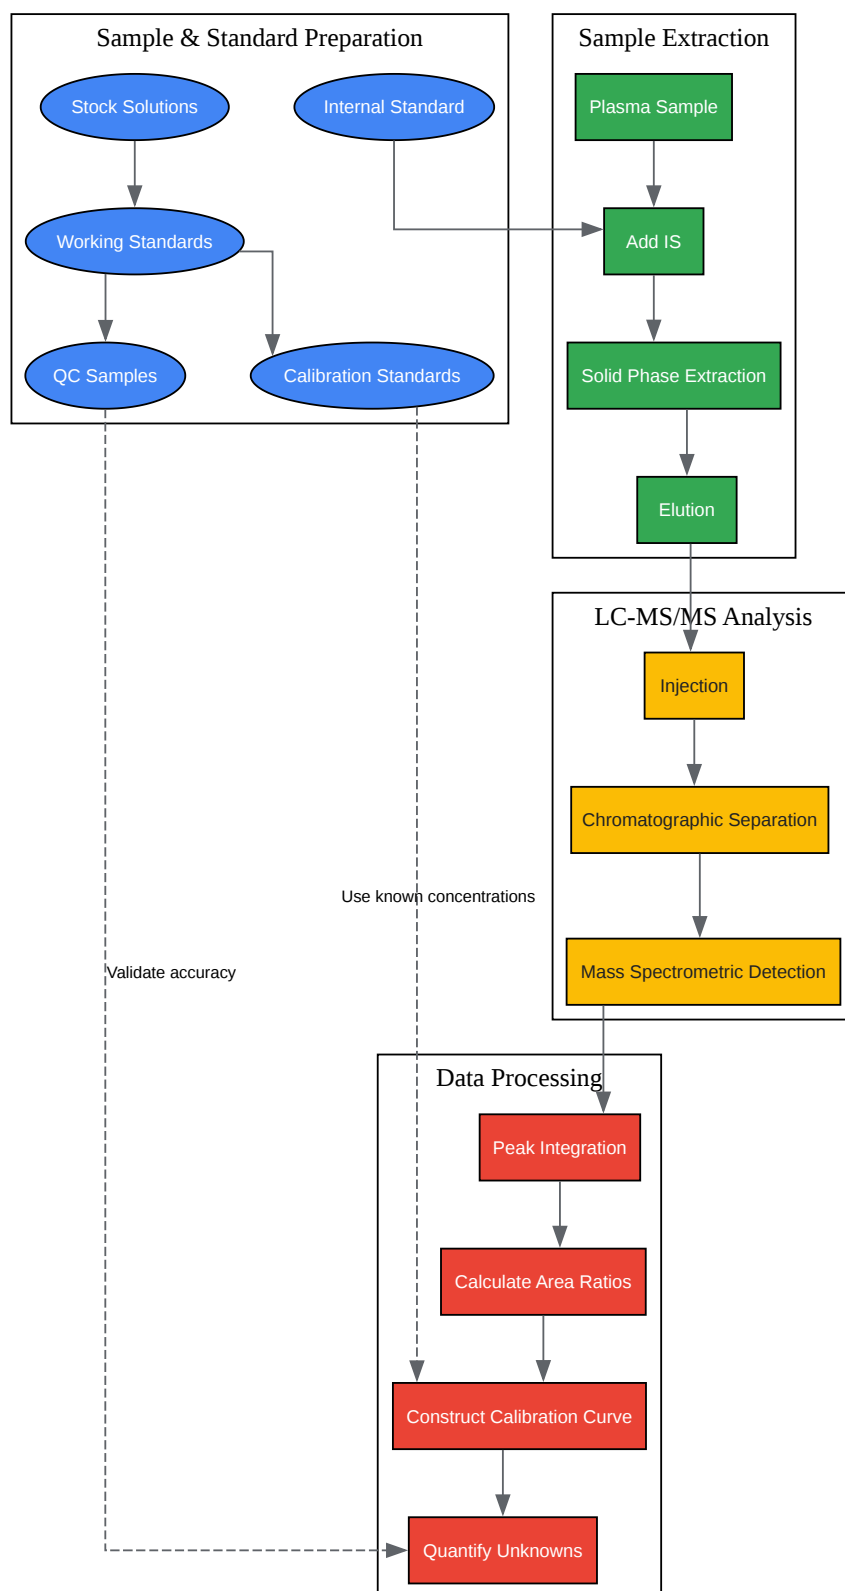 Sample & Standard Preparation
Stock Solutions
Internal Standard
Working Standards
QC Samples
Calibration Standards
Sample Extraction
Plasma Sample
Add IS
Solid Phase Extraction
Elution
LC-MS/MS Analysis
Injection
Chromatographic Separation
Mass Spectrometric Detection
Use known concentrations
Validate accuracy
Data Processing
Peak Integration
Calculate Area Ratios
Construct Calibration Curve
Quantify Unknowns